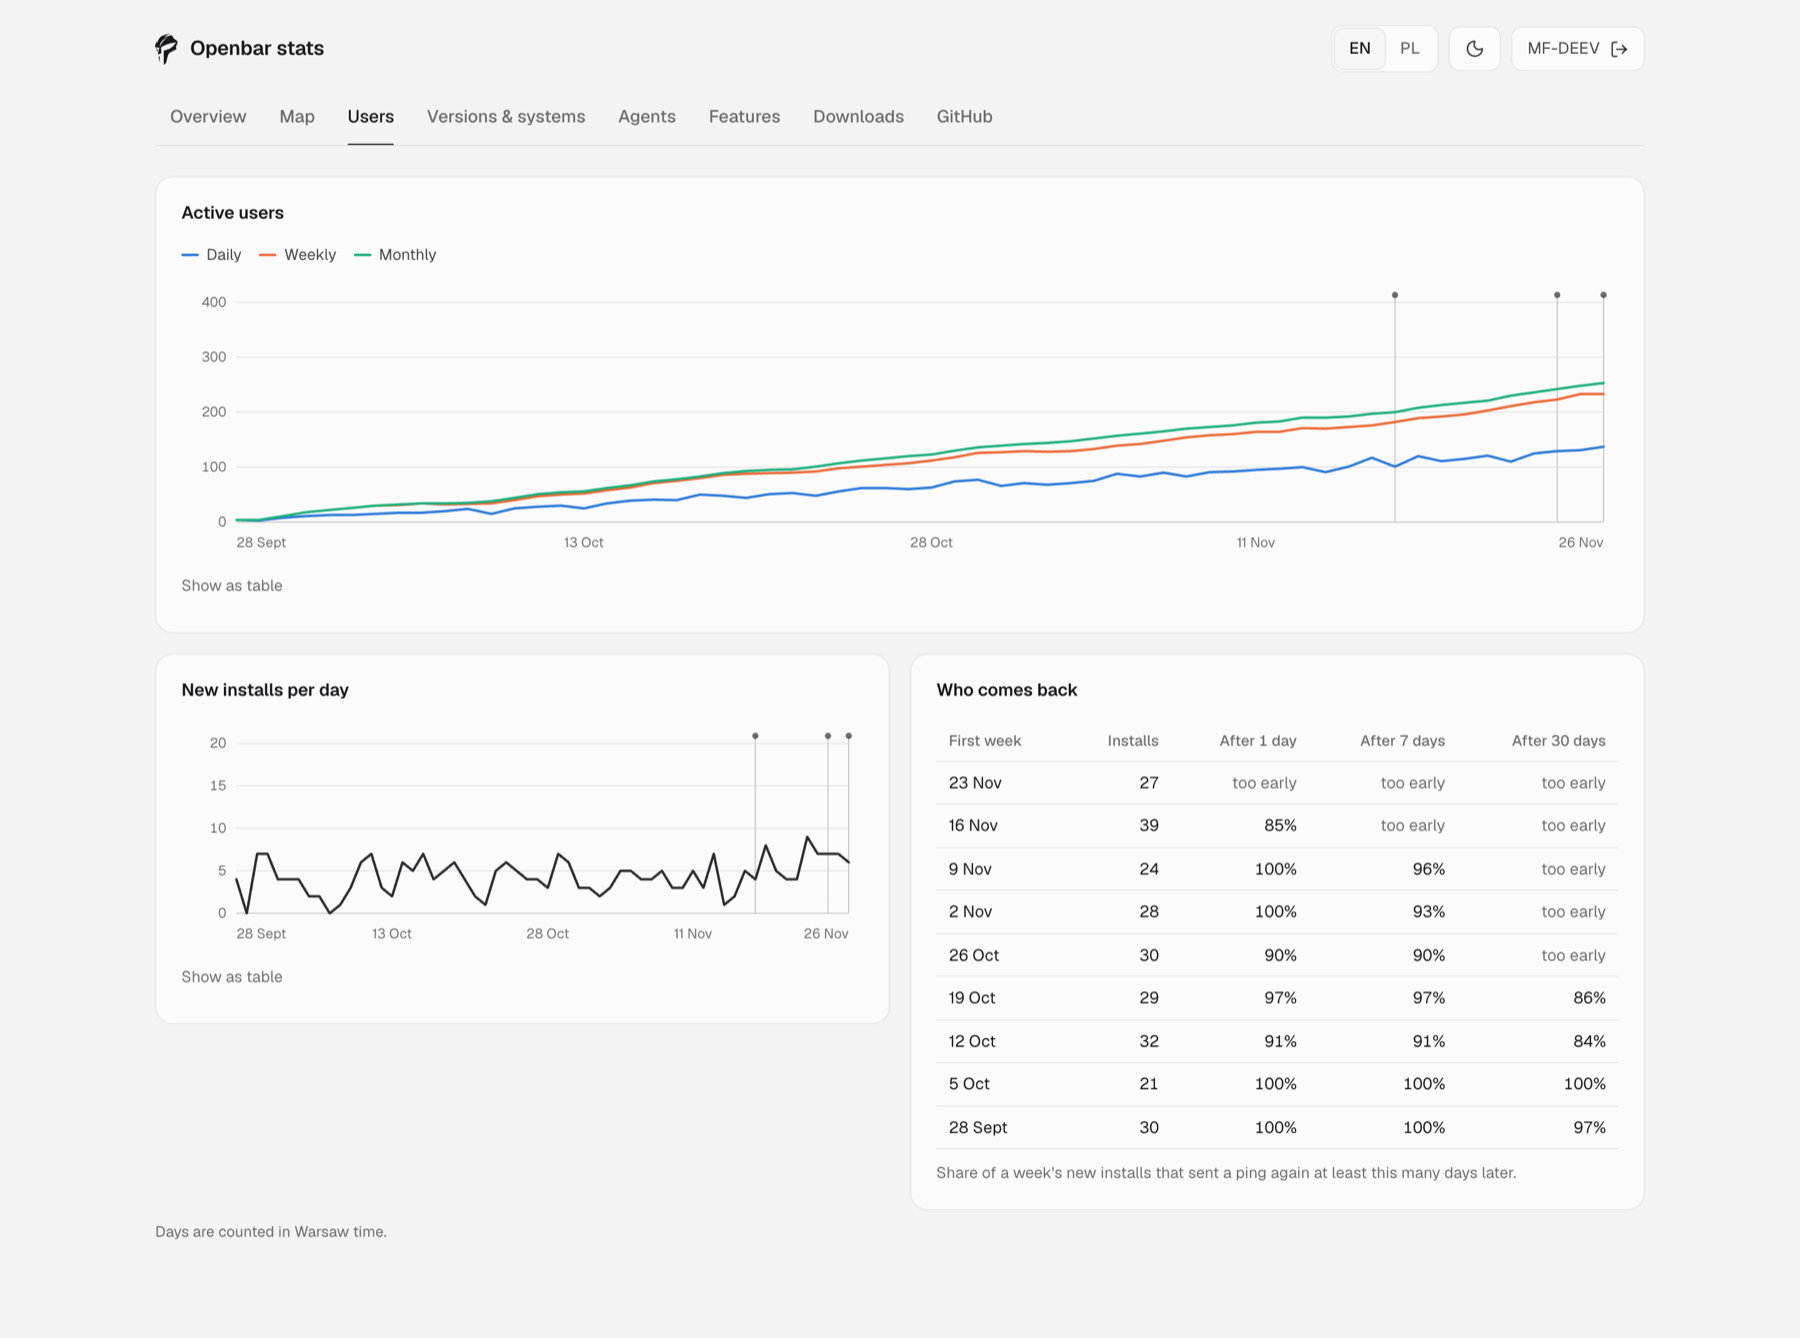 Openbar stats
EN PL MF-DEEV
Overview Map Users Versions & systems Agents Features Downloads GitHub
Active users
Daily Weekly Monthly
400
300
200
100
0
28 Sept 13 Oct 28 Oct 11 Nov 26 Nov
Show as table
New installs per day
20
15
10
5
0
28 Sept 13 Oct 28 Oct 11 Nov 26 Nov
Show as table
Who comes back
First week Installs After 1 day After 7 days After 30 days
23 Nov 27 too early too early too early
16 Nov 39 85% too early too early
9 Nov 24 100% 96% too early
2 Nov 28 100% 93% too early
26 Oct 30 90% 90% too early
19 Oct 29 97% 97% 86%
12 Oct 32 91% 91% 84%
5 Oct 21 100% 100% 100%
28 Sept 30 100% 100% 97%
Share of a week's new installs that sent a ping again at least this many days later.
Days are counted in Warsaw time.